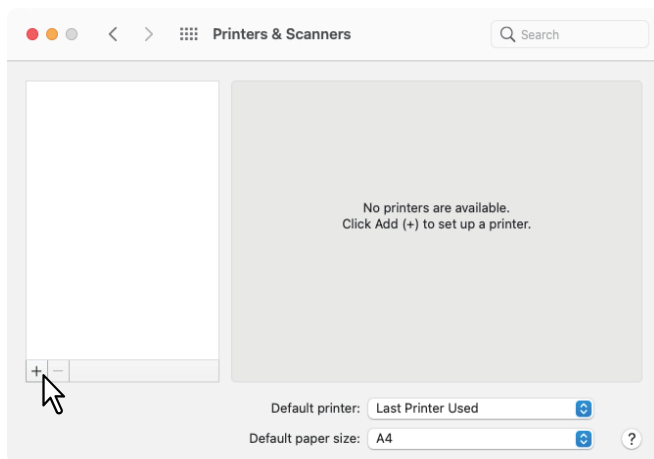 Printers & Scanners
Search
No printers are available.
Click Add (+) to set up a printer.
+ −
Default printer: Last Printer Used
Default paper size: A4
?